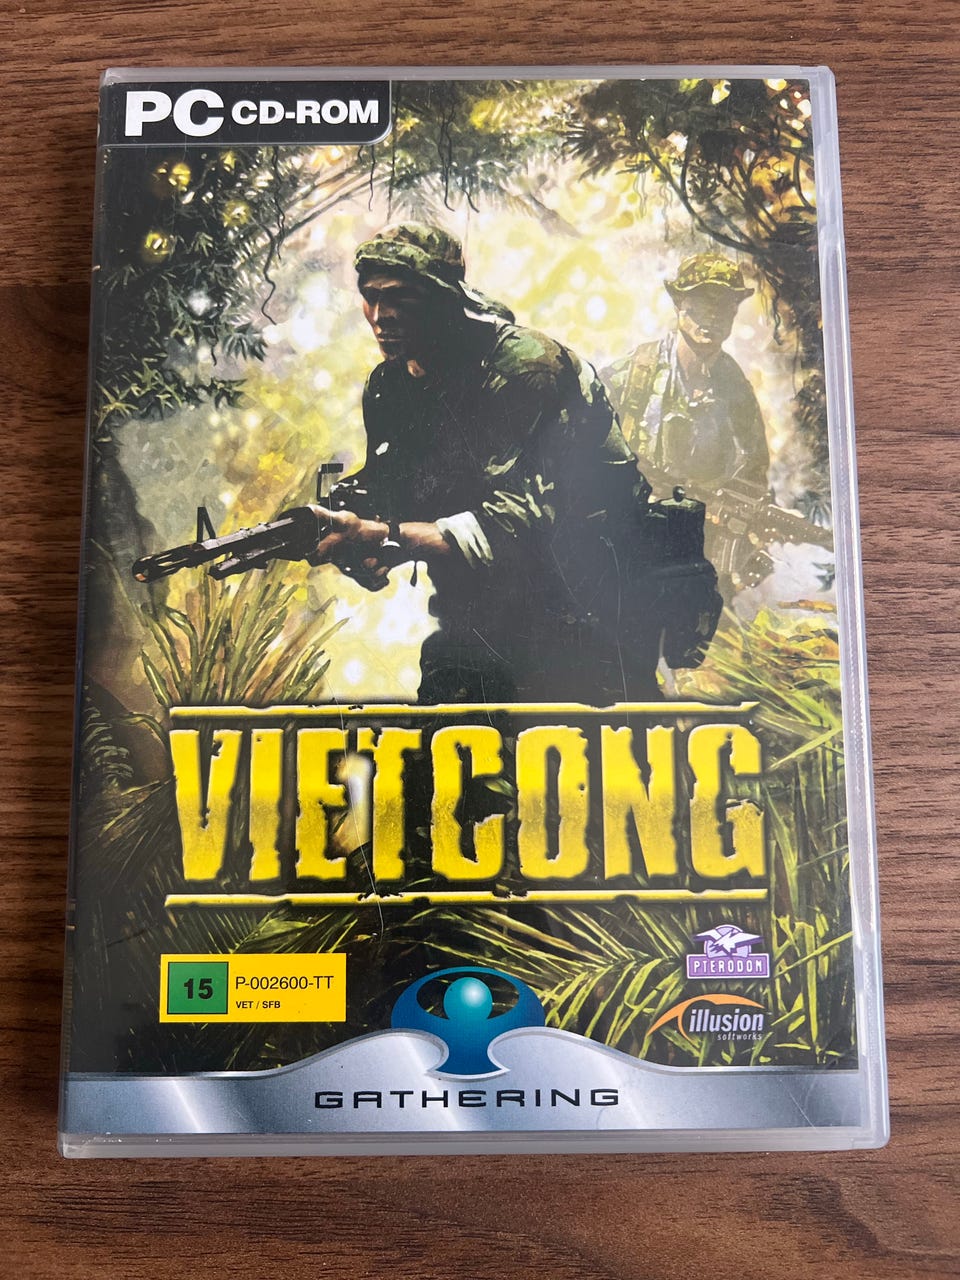 PC CD-ROM
VIETCONG
PTERODON
15 P-002600-TT
VET / SFB
illusion
softworks
GATHERING